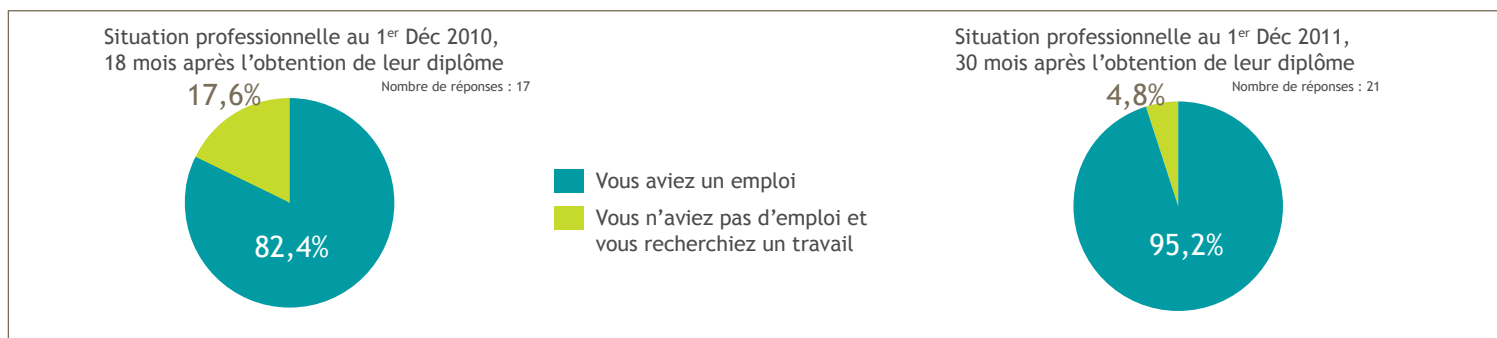 Situation professionnelle au 1er Déc 2010,
18 mois après l’obtention de leur diplôme
Nombre de réponses : 17
17,6%
82,4%
Vous aviez un emploi
Vous n’aviez pas d’emploi et
vous recherchiez un travail
Situation professionnelle au 1er Déc 2011,
30 mois après l’obtention de leur diplôme
Nombre de réponses : 21
4,8%
95,2%